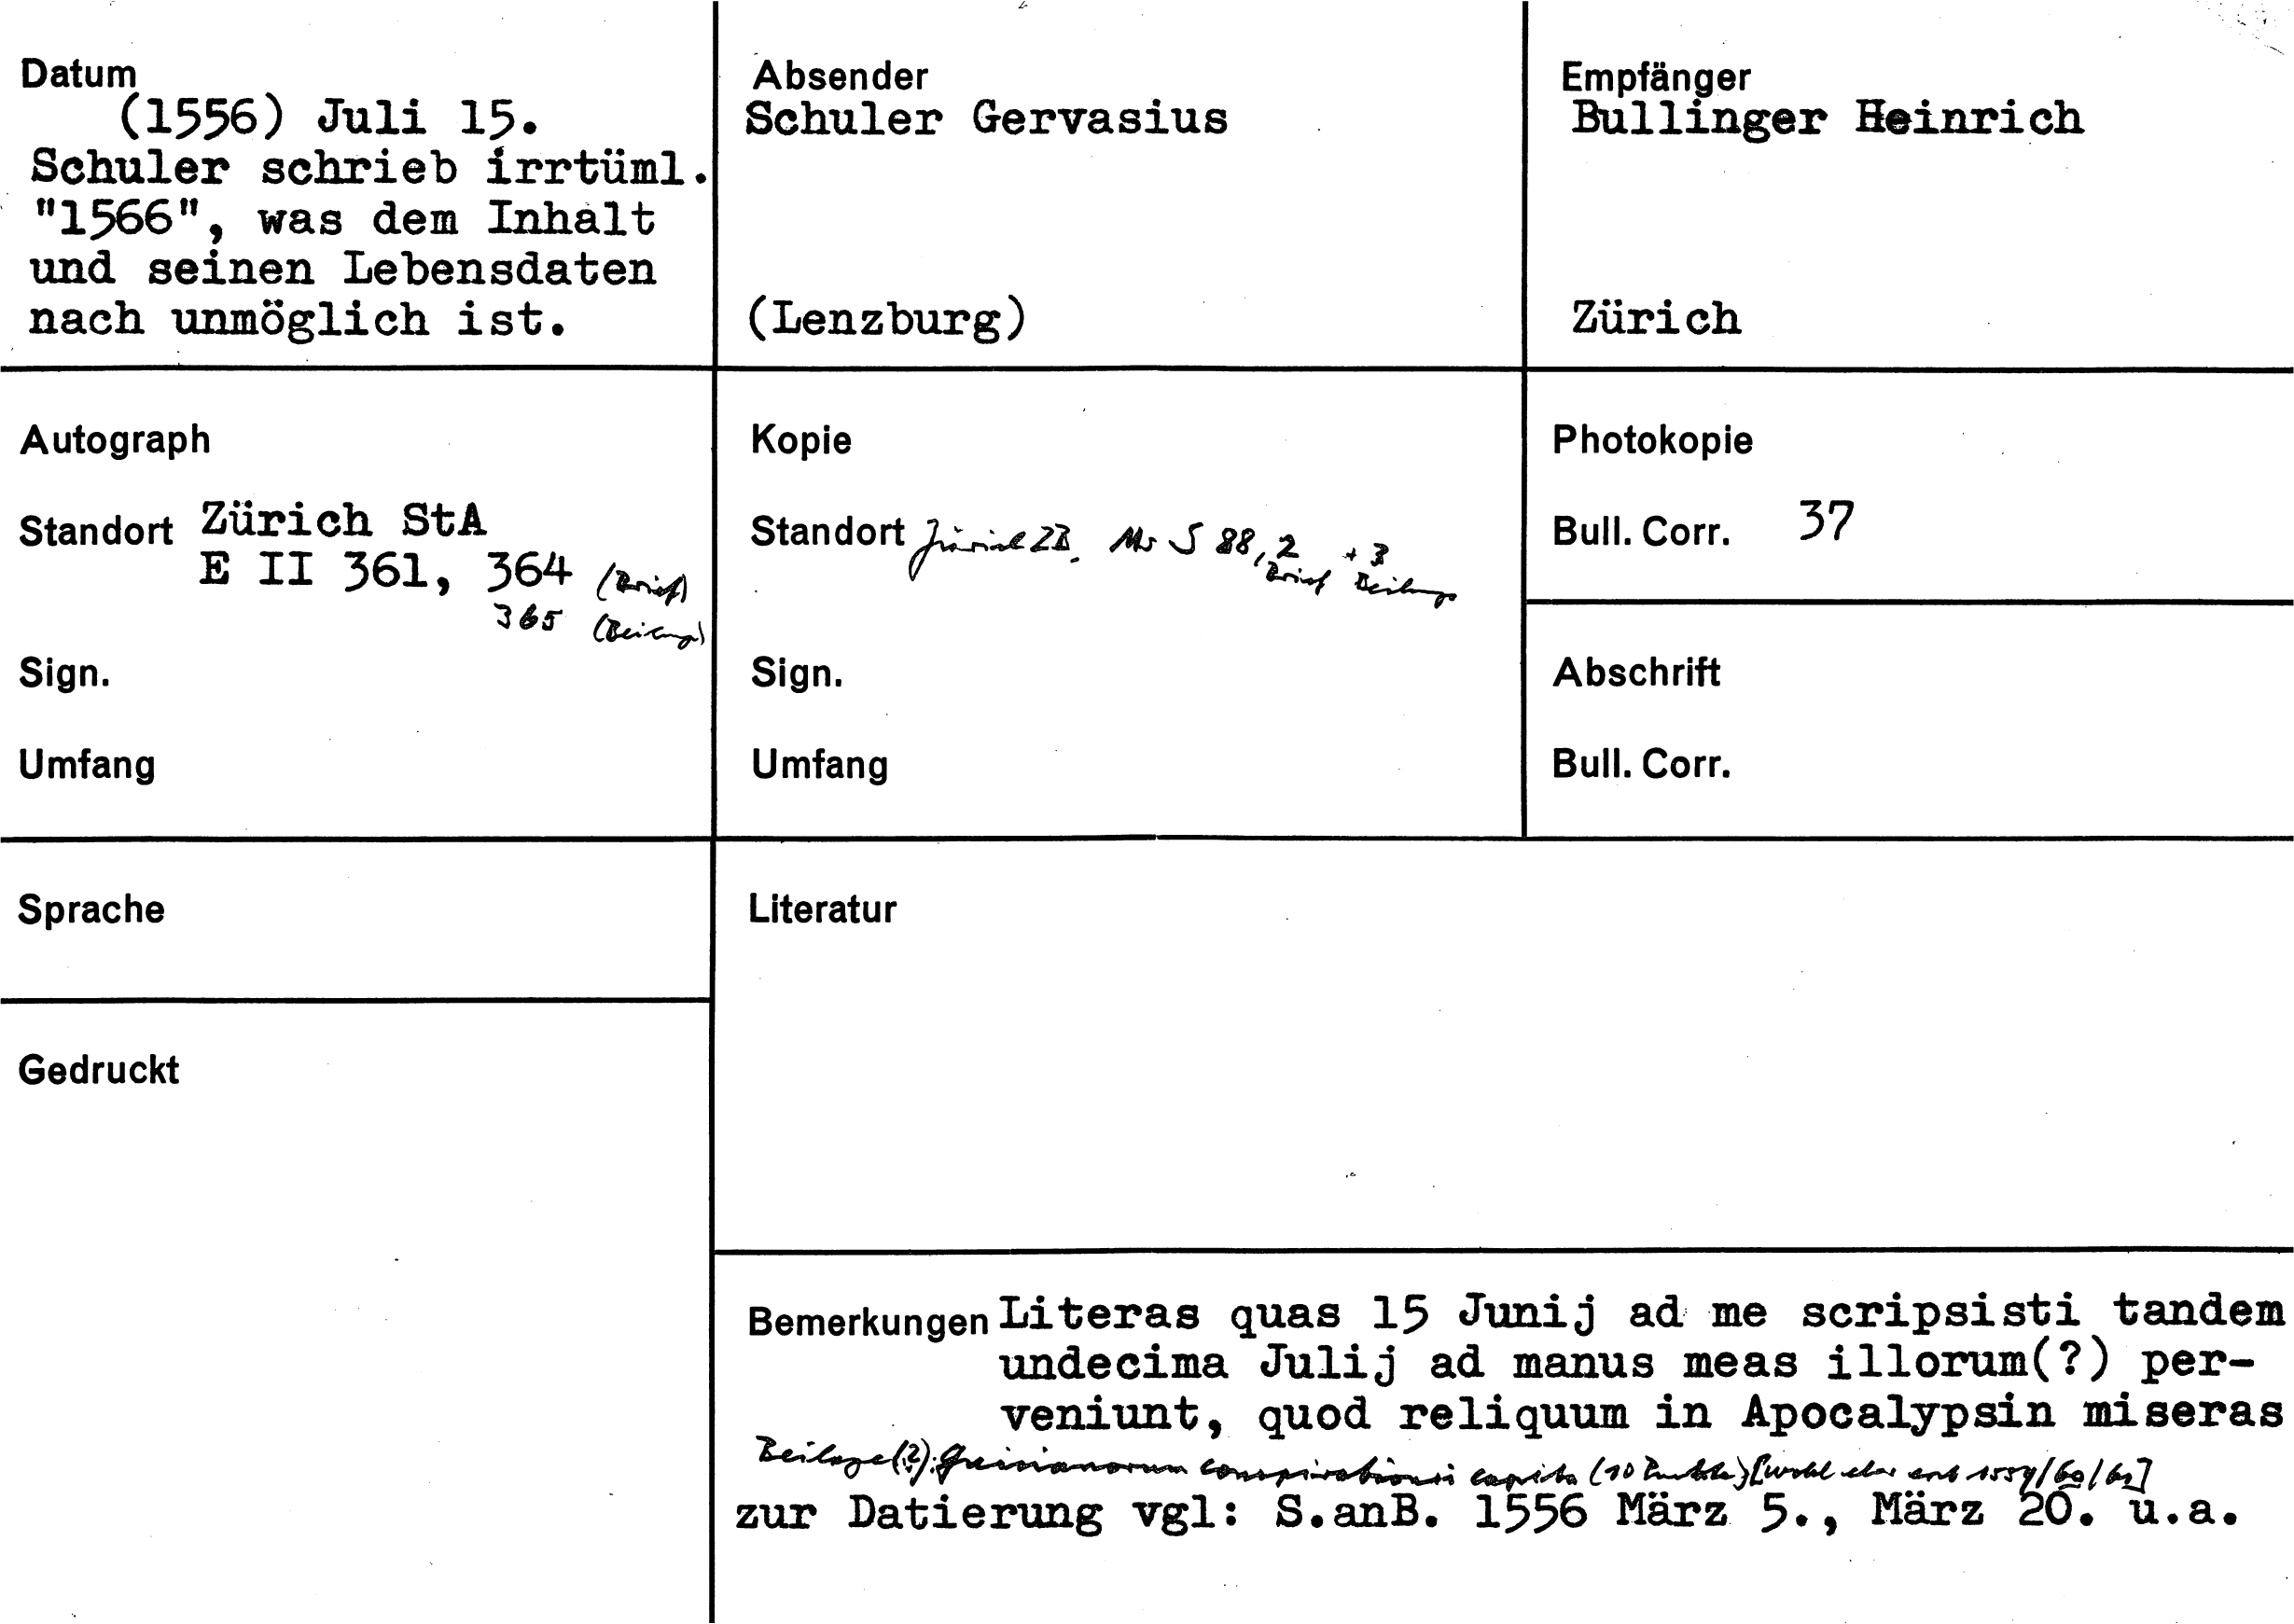 Datum
(1556) Juli 15.
Schuler schrieb irrtüml.
"1566", was dem Inhalt
und seinen Lebensdaten
nach unmöglich ist.
Absender
Schuler Gervasius
(Lenzburg)
Empfänger
Bullinger Heinrich
Zürich
Autograph
Standort Zürich StA
E II 361, 364 (Brief)
365 (Beilage)
Sign.
Umfang
Kopie
Standort Zürich ZB, Ms S 88, 2 + 3
Brief Beilage
Sign.
Umfang
Photokopie
Bull. Corr. 37
Abschrift
Bull. Corr.
Sprache
Literatur
Gedruckt
Bemerkungen Literas quas 15 Junij ad me scripsisti tandem
undecima Julij ad manus meas illorum(?) per-
veniunt, quod reliquum in Apocalypsin miseras
Beilage(?): Guisianorum conspirationis capita (10 Punkte) [wohl eher erst 1559/60/62]
zur Datierung vgl: S.anB. 1556 März 5., März 20. u.a.